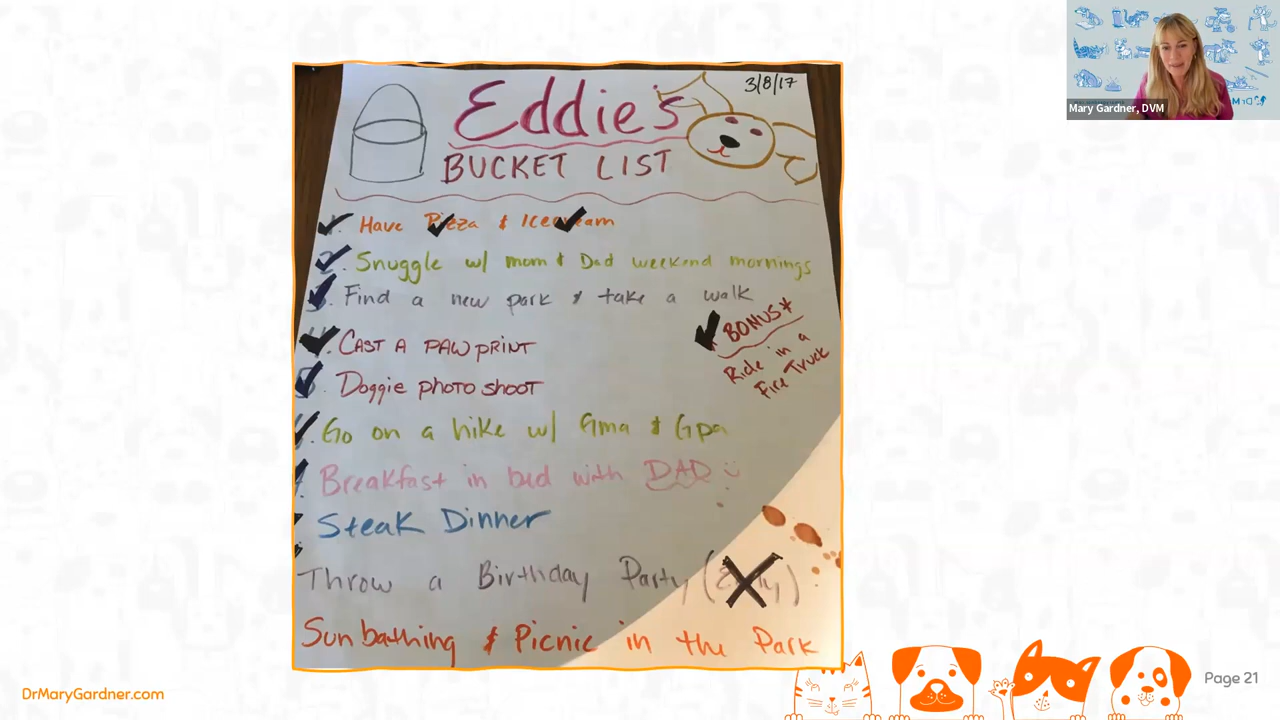 Mary Gardner, DVM
3/8/17
Eddie's
BUCKET LIST
Have Pizza & Icecream
2. Snuggle w/ mom & Dad weekend mornings
Find a new park & take a walk
BONUS*
Ride in a
Fire Truck
CAST A PAW PRINT
Doggie photo shoot
Go on a hike w/ Gma & Gpa
Breakfast in bed with DAD
Steak Dinner
Throw a Birthday Party
Sunbathing & Picnic in the Park
DrMaryGardner.com
Page 21